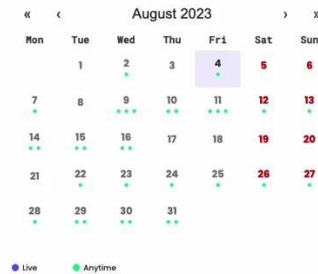 « ‹ August 2023 › »
Mon Tue Wed Thu Fri Sat Sun
1 2 3 4 5 6
7 8 9 10 11 12 13
14 15 16 17 18 19 20
21 22 23 24 25 26 27
28 29 30 31
Live Anytime